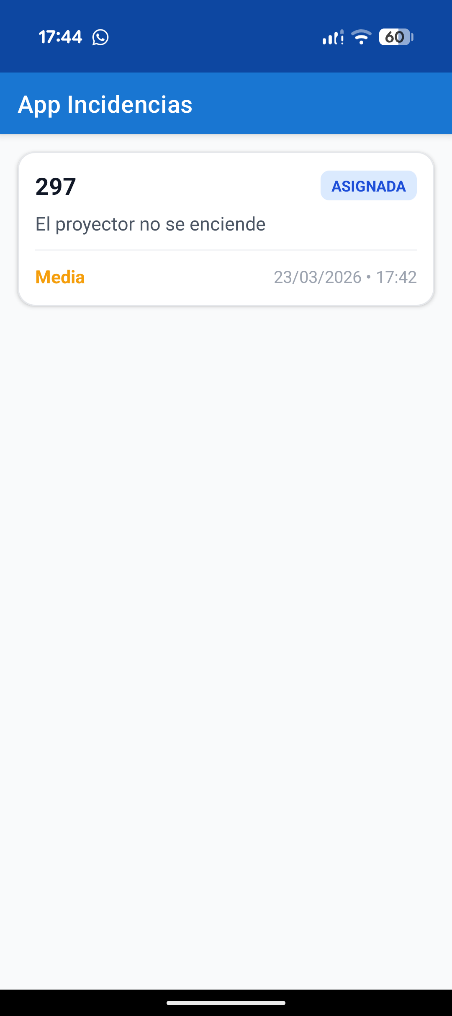 17:44 60
App Incidencias
297 ASIGNADA
El proyector no se enciende
Media 23/03/2026 • 17:42